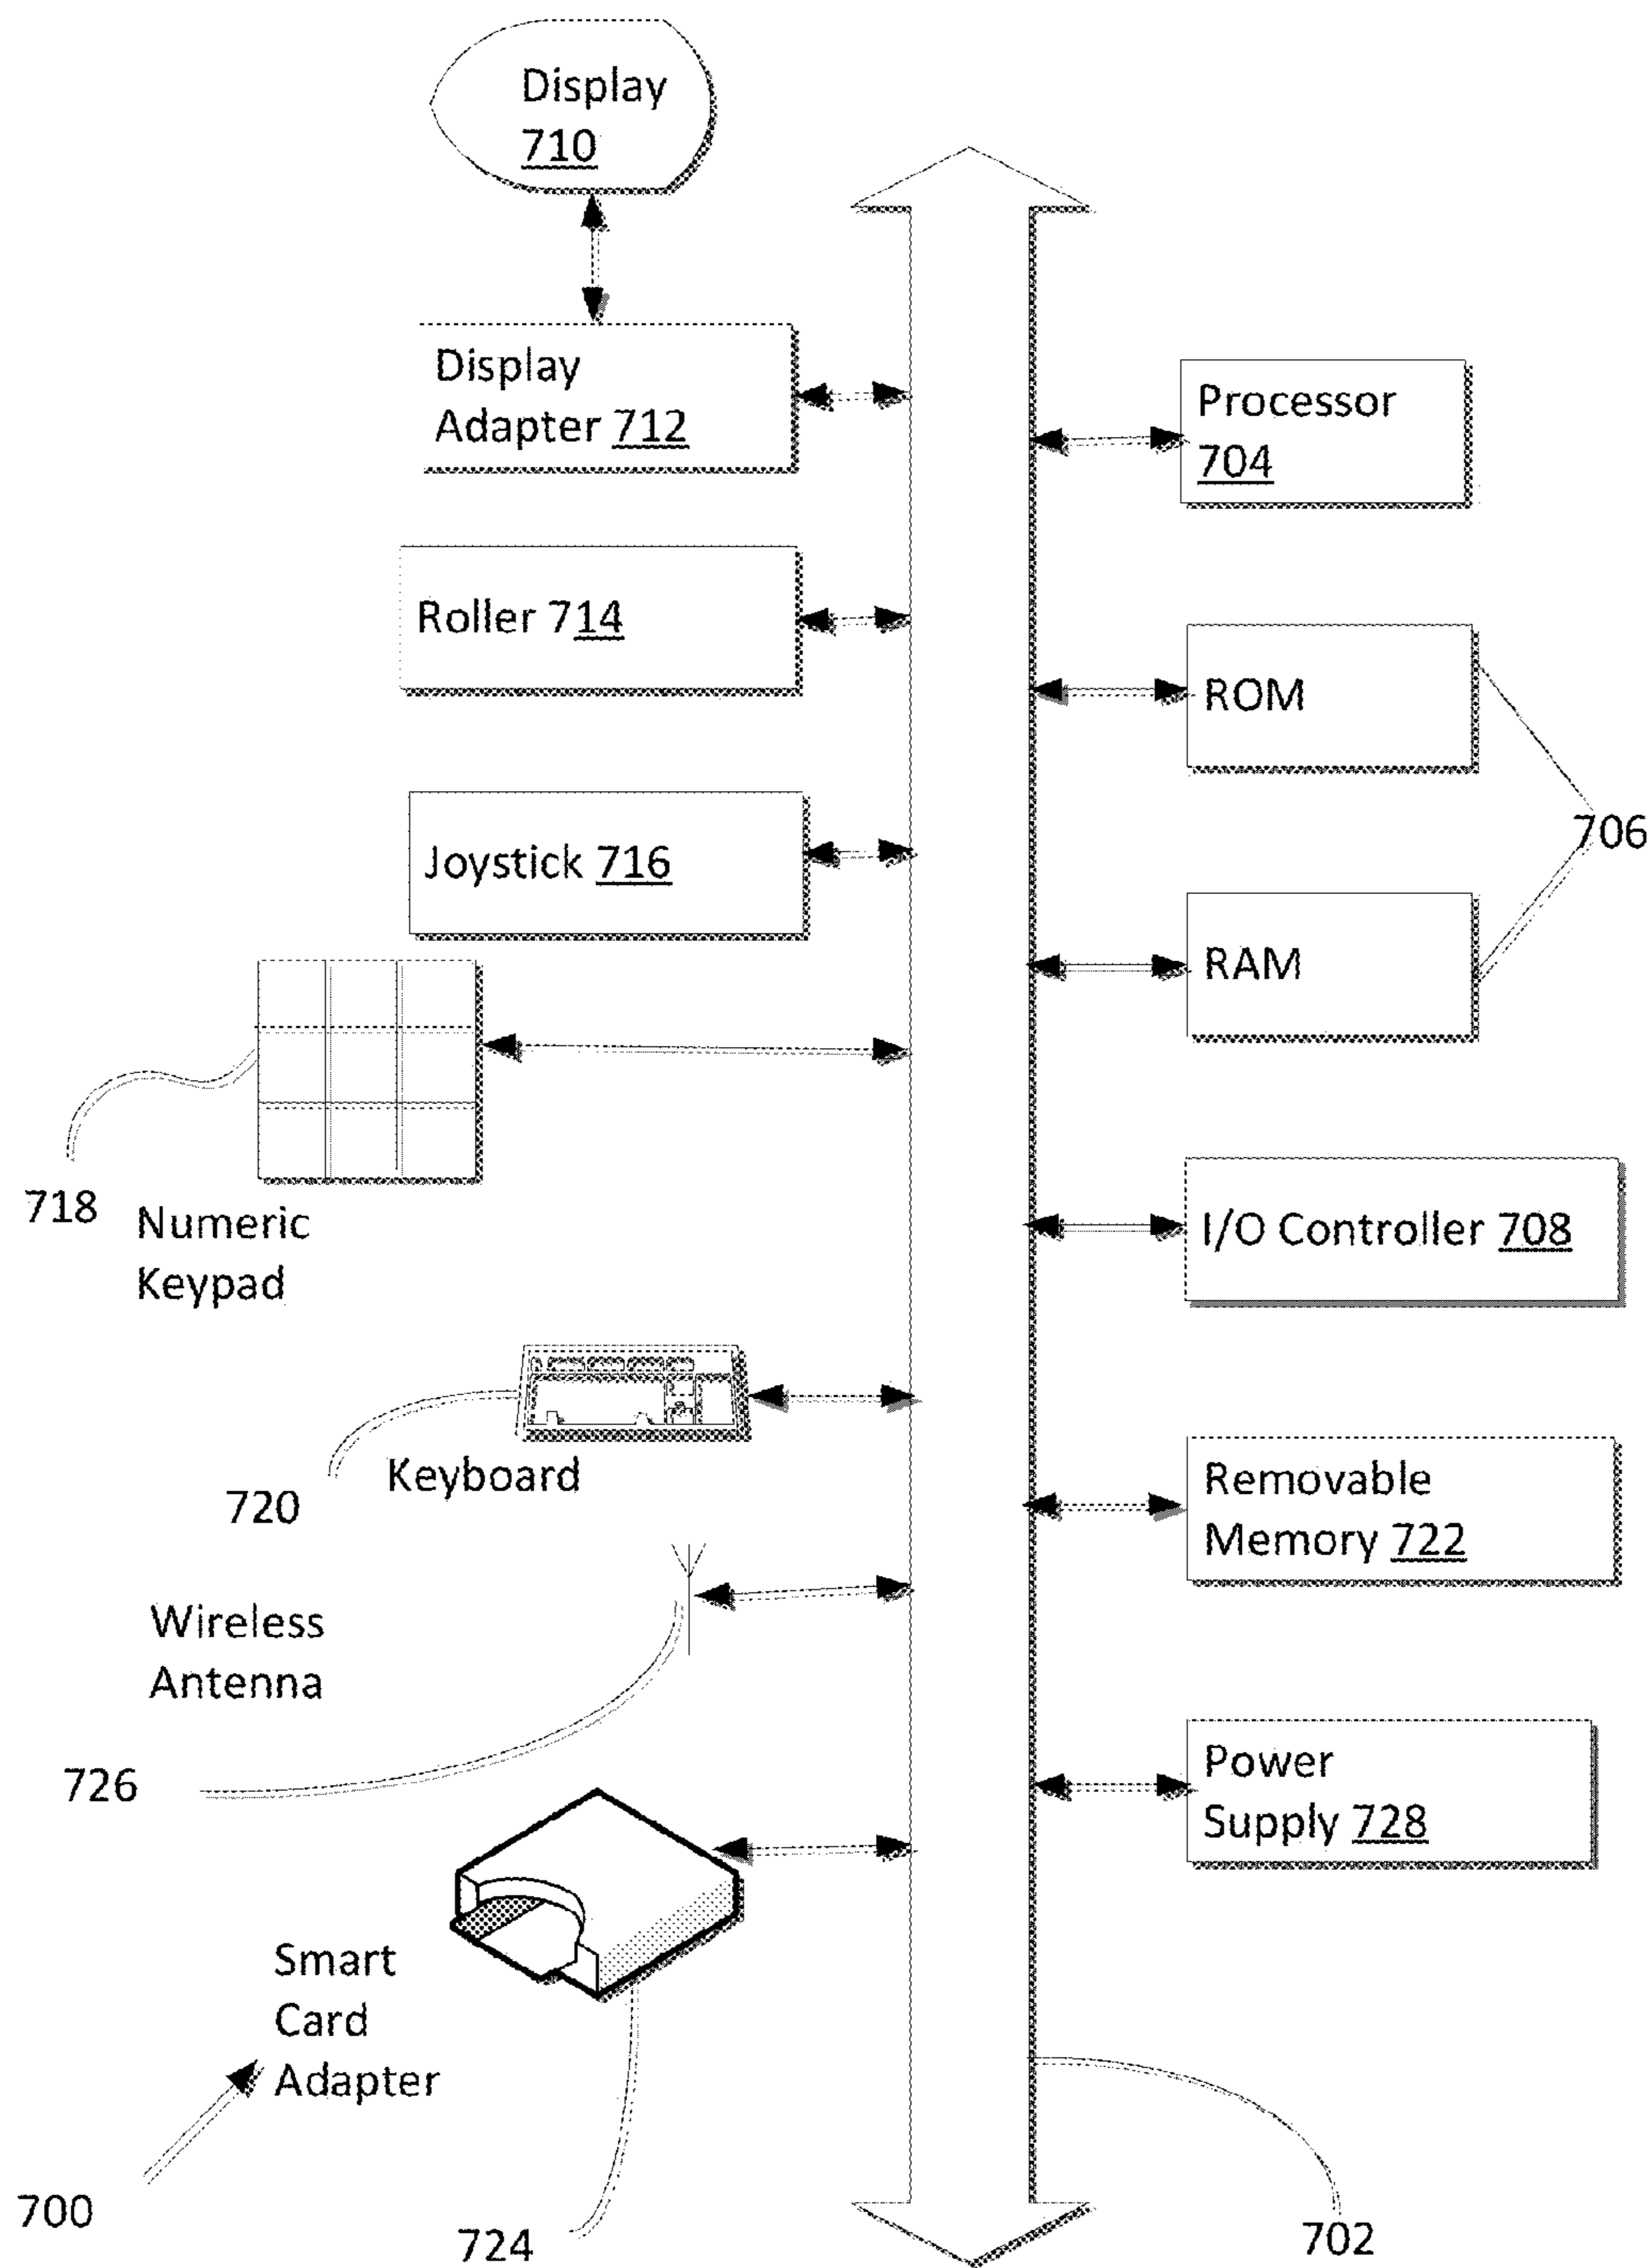 Display
710
Display
Adapter 712
Processor
704
Roller 714
ROM
706
Joystick 716
RAM
718
Numeric
Keypad
I/O Controller 708
Keyboard
720
Removable
Memory 722
Wireless
Antenna
726
Power
Supply 728
Smart
Card
Adapter
700
724
702